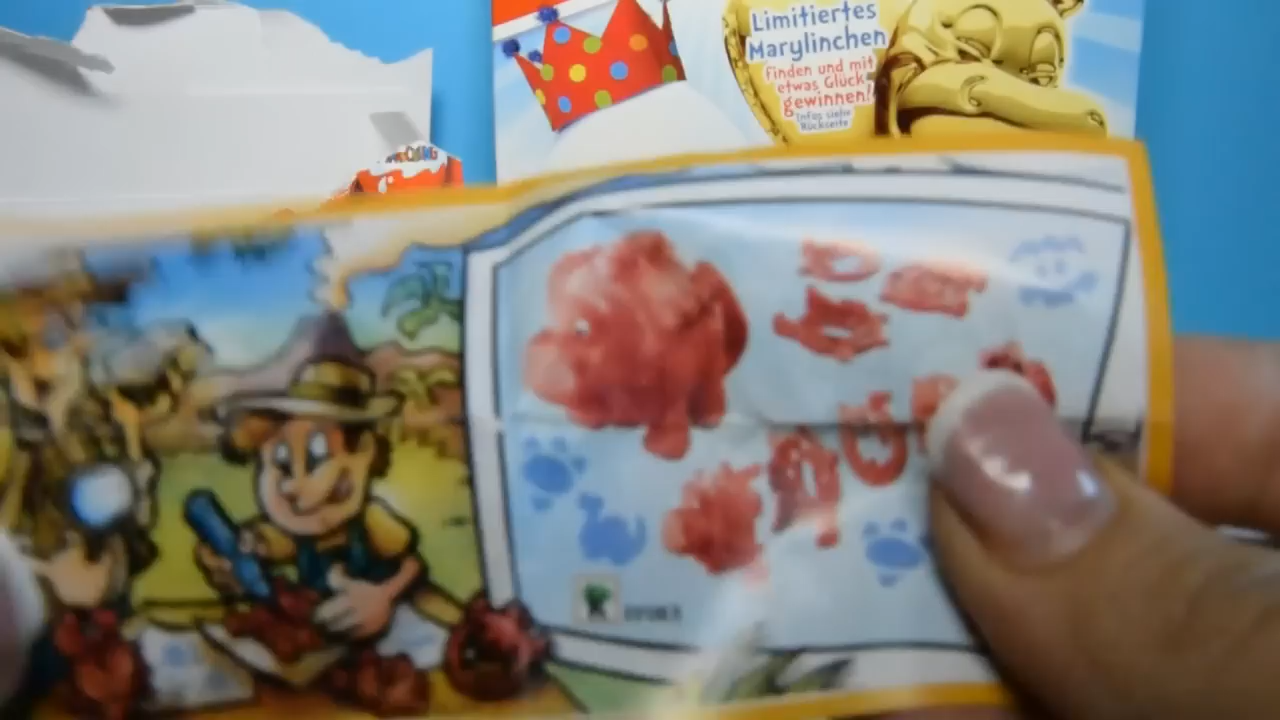 Limitiertes
Marylinchen
Finden und mit
etwas Glück
gewinnen!
Infos siehe
Rückseite